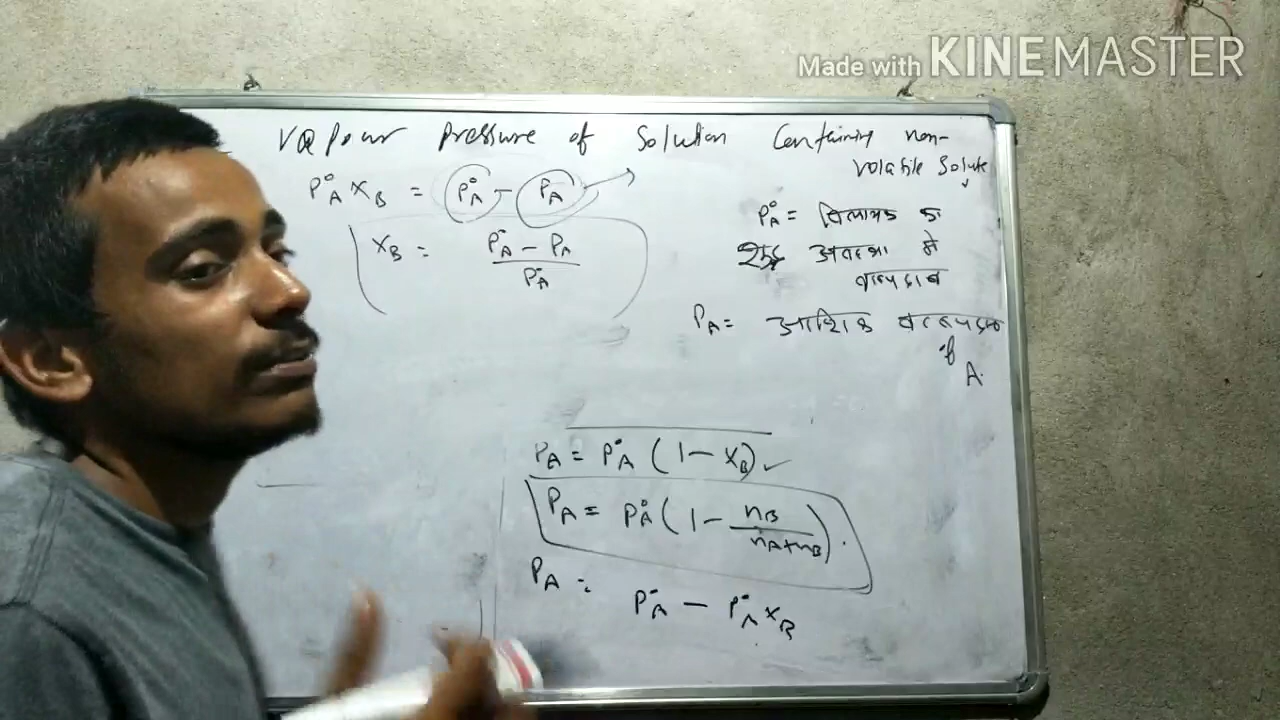 Made with KINEMASTER
Vapour Pressure of Solution Containing non-
volatile Solute
P°A XB = P°A - PA
XB = P°A - PA / P°A
P°A = विलायक का
शुद्ध अवस्था में
वाष्पदाब
PA = आंशिक वाष्पदाब
of
A.
PA = P°A (1 - XB) ✓
PA = P°A (1 - nB / nA+nB).
PA = P°A - P°A XB